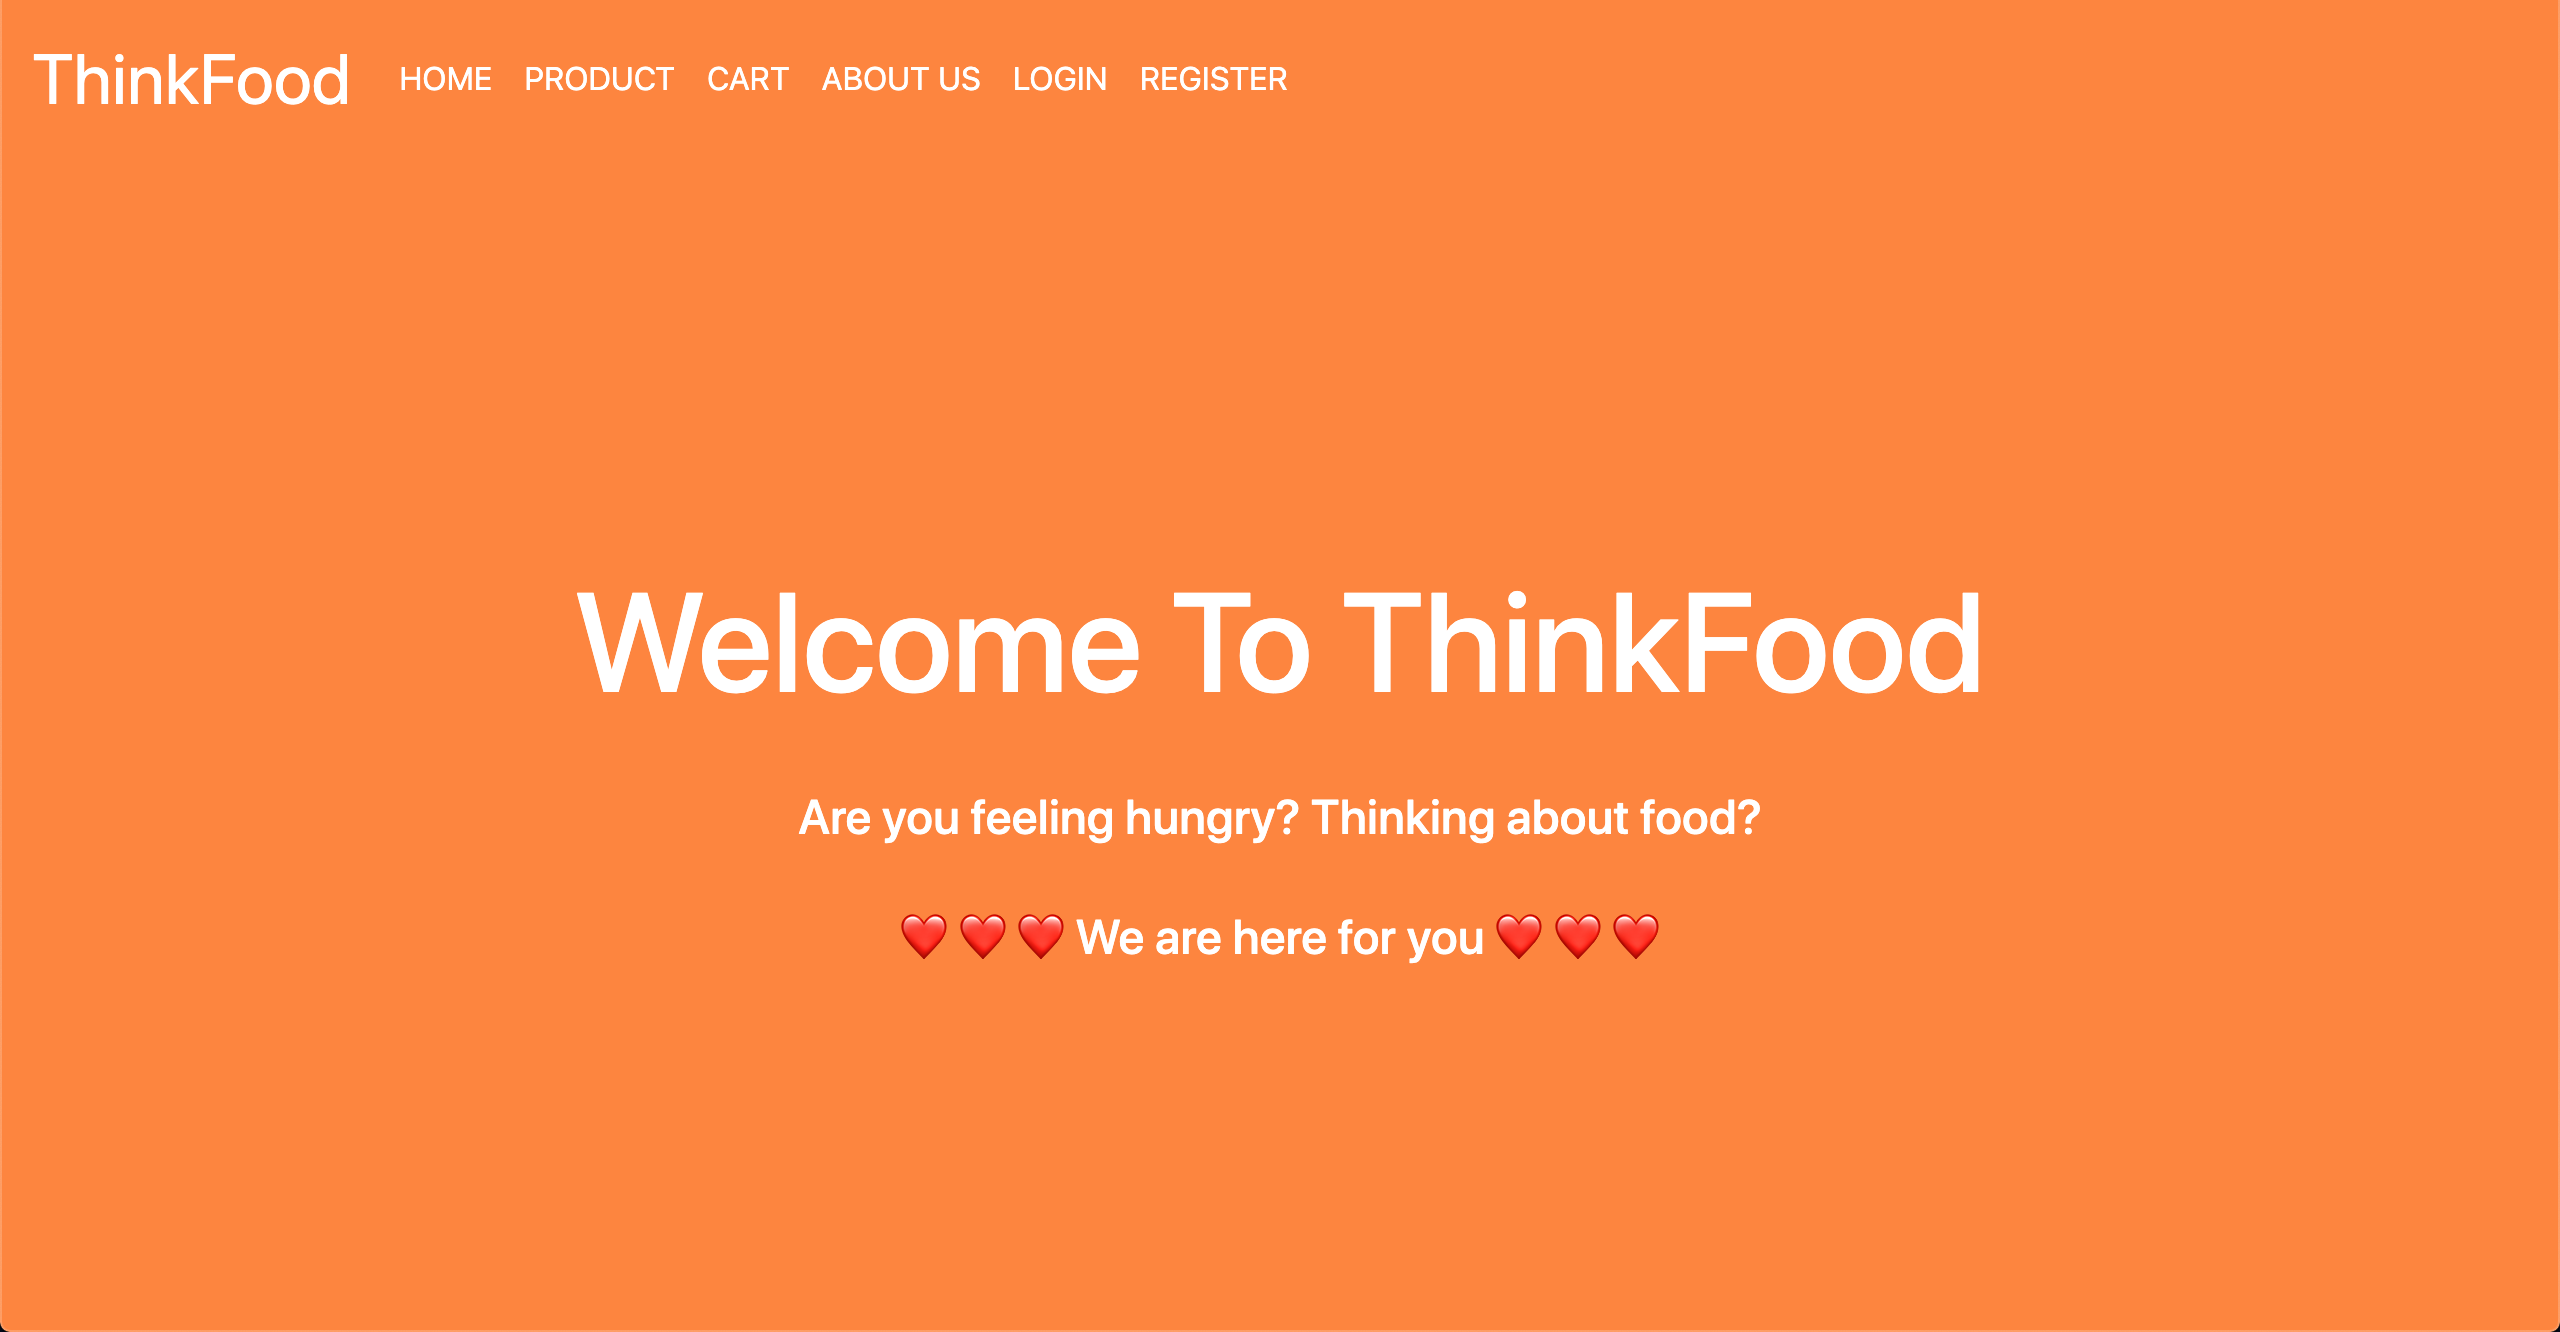 ThinkFood HOME PRODUCT CART ABOUT US LOGIN REGISTER
Welcome To ThinkFood
Are you feeling hungry? Thinking about food?
❤️ ❤️ ❤️ We are here for you ❤️ ❤️ ❤️